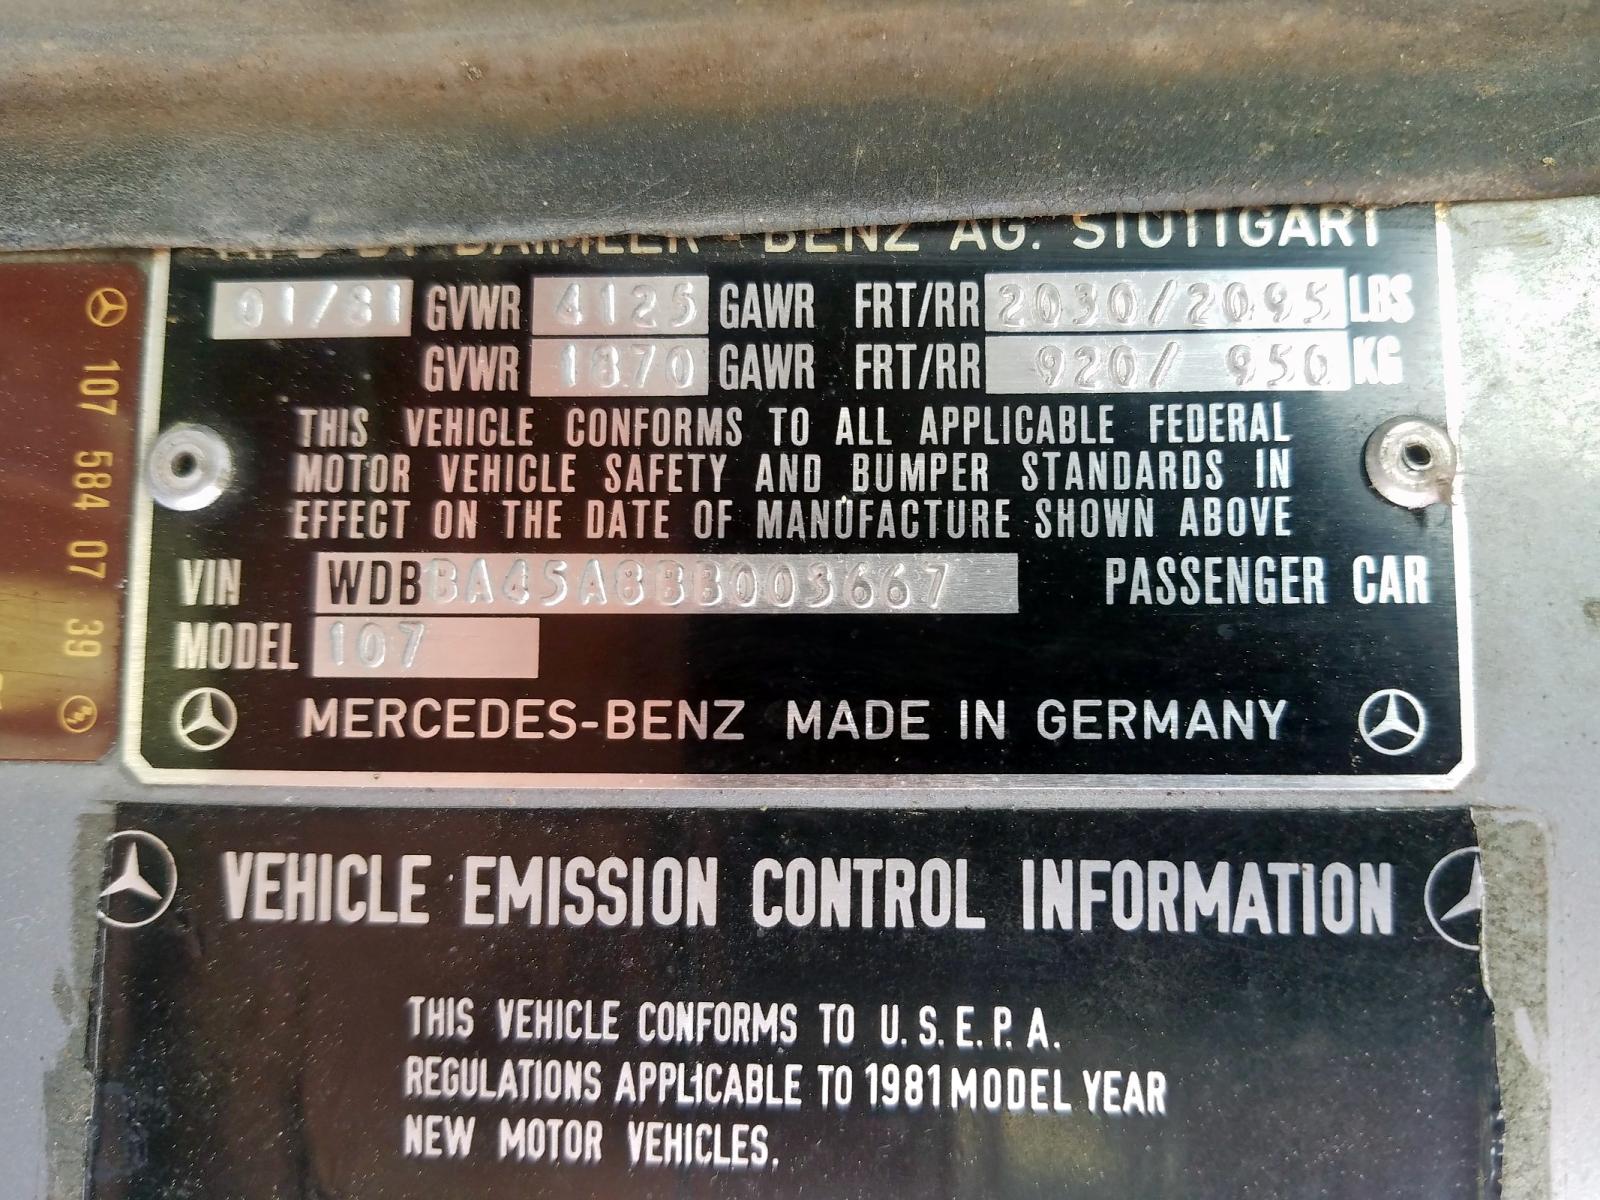 DAIMLER - BENZ AG. STUTTGART
01/81 GVWR 4125 GAWR FRT/RR 2030/2095 LBS
GVWR 1870 GAWR FRT/RR 920/ 950 KG
THIS VEHICLE CONFORMS TO ALL APPLICABLE FEDERAL
MOTOR VEHICLE SAFETY AND BUMPER STANDARDS IN
EFFECT ON THE DATE OF MANUFACTURE SHOWN ABOVE
VIN WDBBA45A8BB003667 PASSENGER CAR
MODEL 107
MERCEDES-BENZ MADE IN GERMANY
107 584 07 39
VEHICLE EMISSION CONTROL INFORMATION
THIS VEHICLE CONFORMS TO U.S.E.P.A.
REGULATIONS APPLICABLE TO 1981 MODEL YEAR
NEW MOTOR VEHICLES.